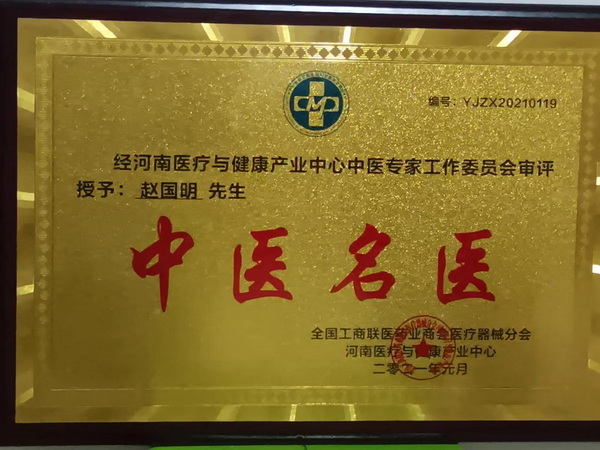 编号：YJZX20210119
经河南医疗与健康产业中心中医专家工作委员会审评
授予：赵国明 先生
中医名医
全国工商联医药业商会医疗器械分会
河南医疗与健康产业中心
二零二一年元月